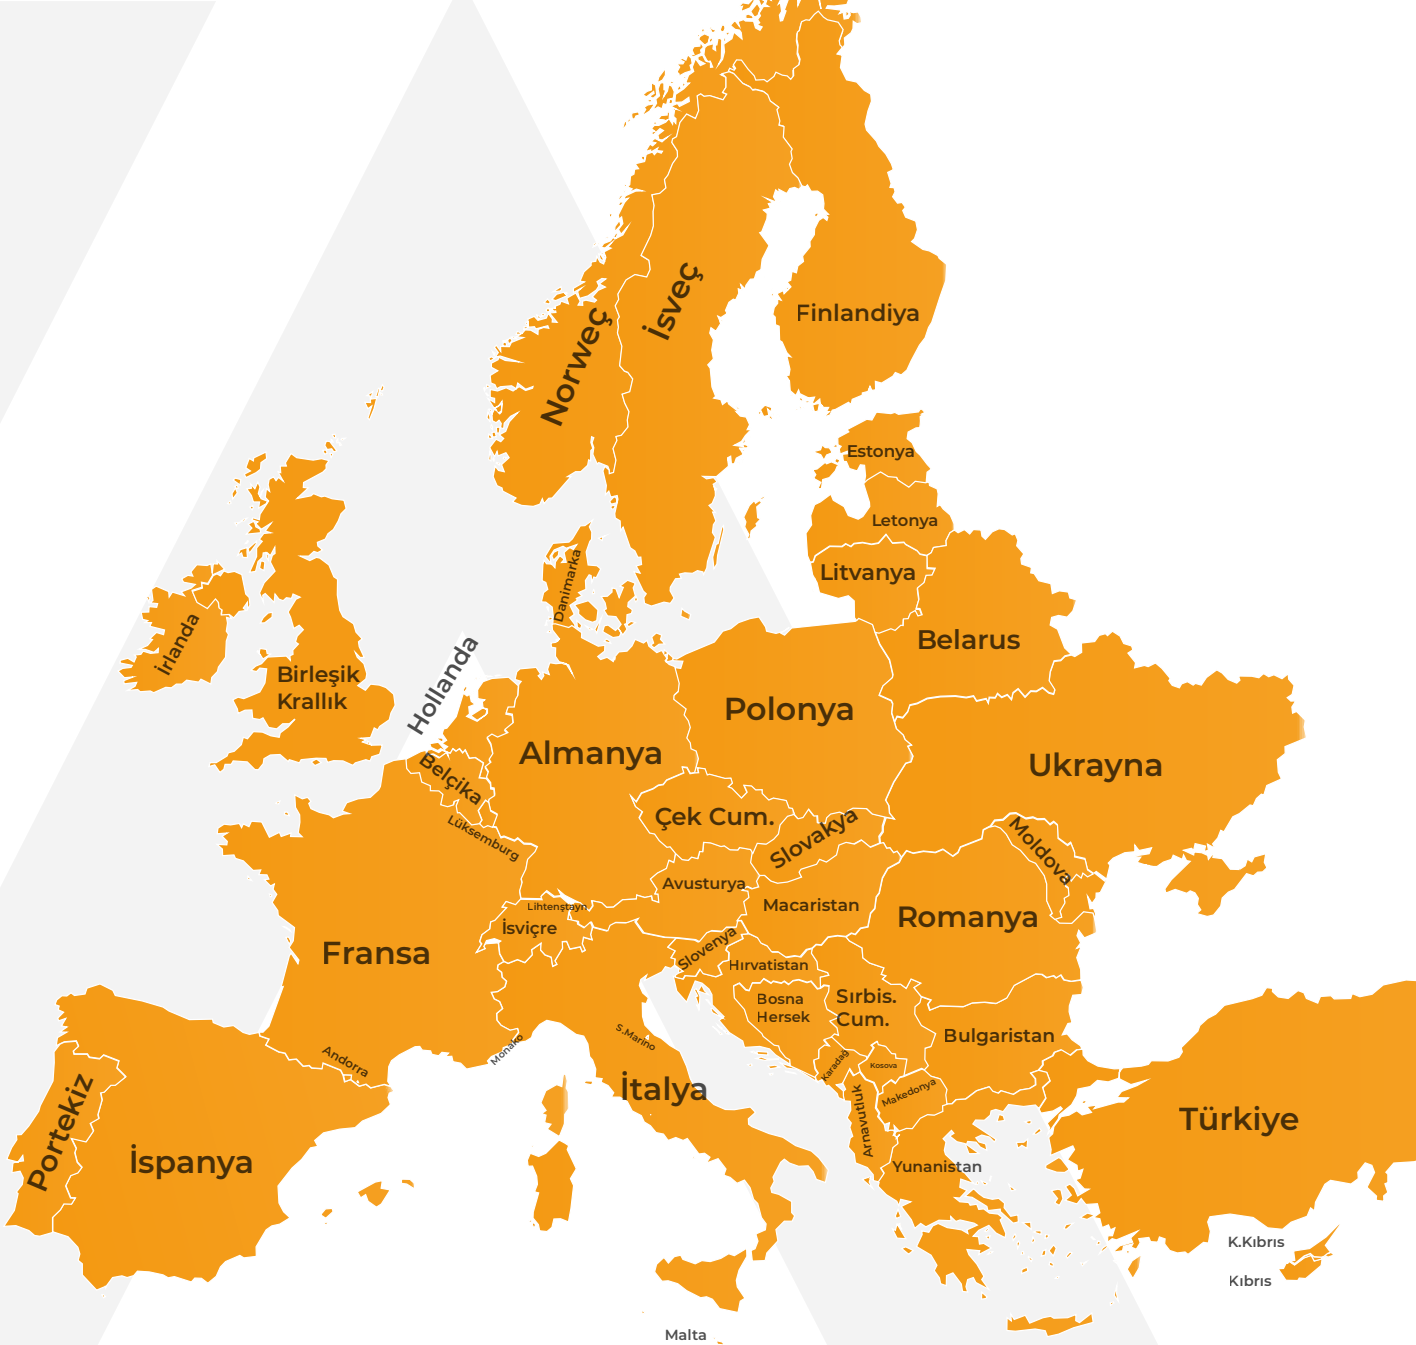 Norweç
İsveç
Finlandiya
Estonya
Letonya
Litvanya
Danimarka
İrlanda
Birleşik
Krallık
Hollanda
Belarus
Polonya
Almanya
Belçika
Ukrayna
Lüksemburg
Çek Cum.
Slovakya
Moldova
Avusturya
Macaristan
Lihtenştayn
İsviçre
Romanya
Fransa
Slovenya
Hırvatistan
Bosna
Hersek
Sırbis.
Cum.
Bulgaristan
S.Marino
Monako
Andorra
Karadağ
Kosova
İtalya
Makedonya
Arnavutluk
Türkiye
Portekiz
İspanya
Yunanistan
K.Kıbrıs
Kıbrıs
Malta